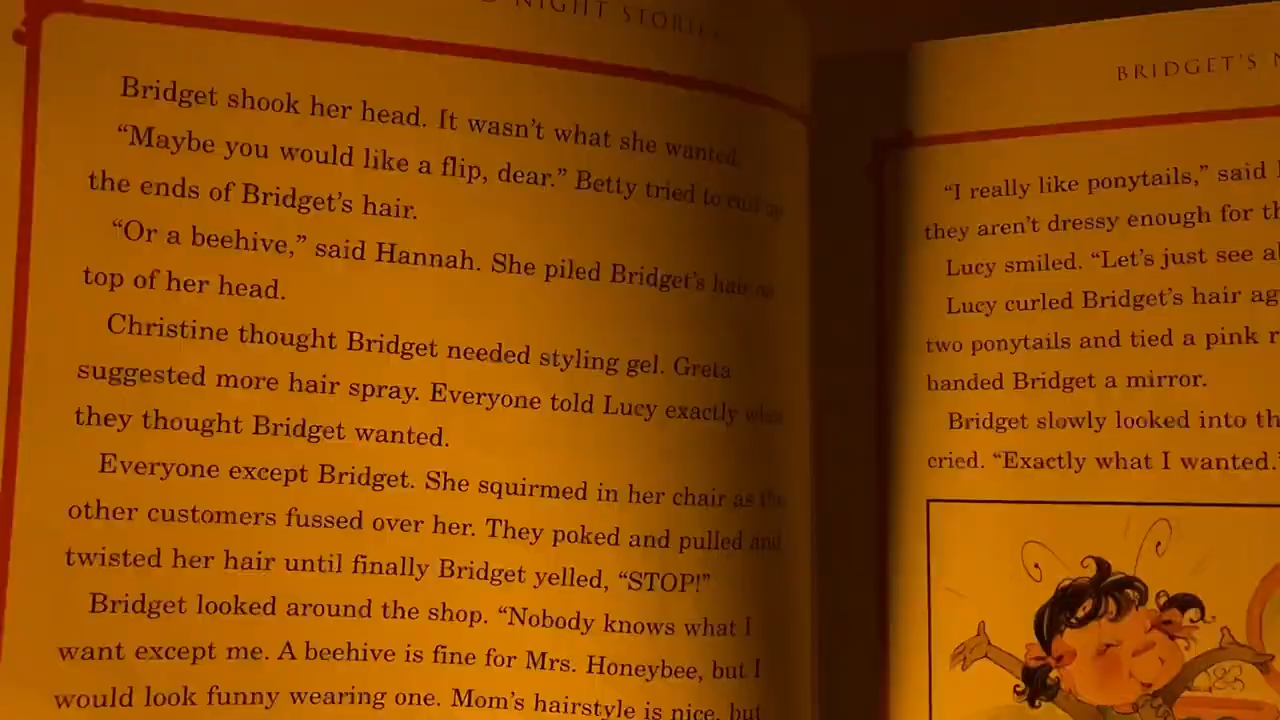 NIGHT STORIES
Bridget shook her head. It wasn't what she wanted.
“Maybe you would like a flip, dear.” Betty tried to curl up
the ends of Bridget's hair.
“Or a beehive,” said Hannah. She piled Bridget's hair on
top of her head.
Christine thought Bridget needed styling gel. Greta
suggested more hair spray. Everyone told Lucy exactly what
they thought Bridget wanted.
Everyone except Bridget. She squirmed in her chair as the
other customers fussed over her. They poked and pulled and
twisted her hair until finally Bridget yelled, “STOP!”
Bridget looked around the shop. “Nobody knows what I
want except me. A beehive is fine for Mrs. Honeybee, but I
would look funny wearing one. Mom's hairstyle is nice, but
BRIDGET'S
“I really like ponytails,” said
they aren't dressy enough for
Lucy smiled. “Let's just see
Lucy curled Bridget's hair
two ponytails and tied a pink
handed Bridget a mirror.
Bridget slowly looked into
cried. “Exactly what I wanted.”